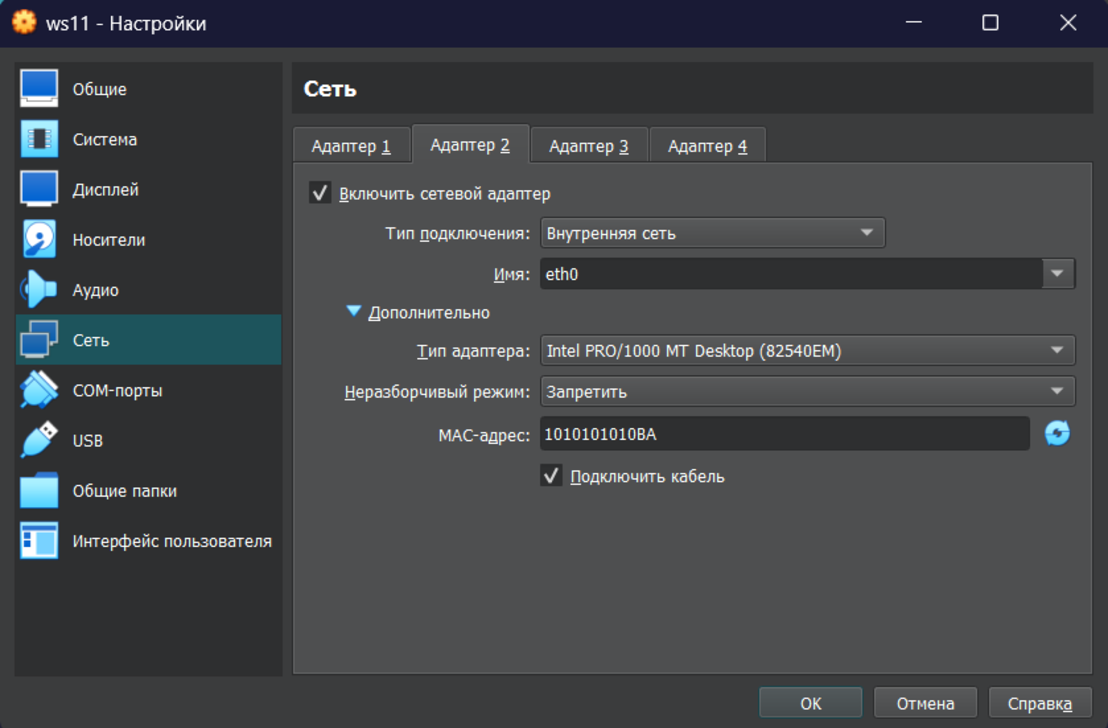 ws11 - Настройки
Общие
Система
Дисплей
Носители
Аудио
Сеть
COM-порты
USB
Общие папки
Интерфейс пользователя
Сеть
Адаптер 1 Адаптер 2 Адаптер 3 Адаптер 4
Включить сетевой адаптер
Тип подключения: Внутренняя сеть
Имя: eth0
Дополнительно
Тип адаптера: Intel PRO/1000 MT Desktop (82540EM)
Неразборчивый режим: Запретить
MAC-адрес: 1010101010BA
Подключить кабель
OK Отмена Справка